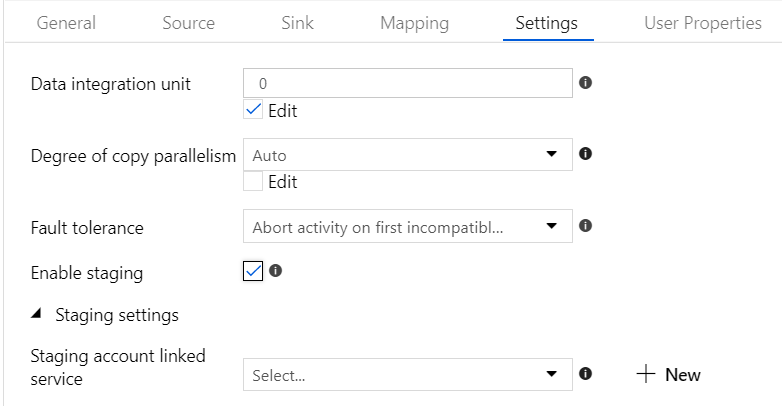 General Source Sink Mapping Settings User Properties
Data integration unit 0
Edit
Degree of copy parallelism Auto
Edit
Fault tolerance Abort activity on first incompatibl...
Enable staging
Staging settings
Staging account linked
service Select... New